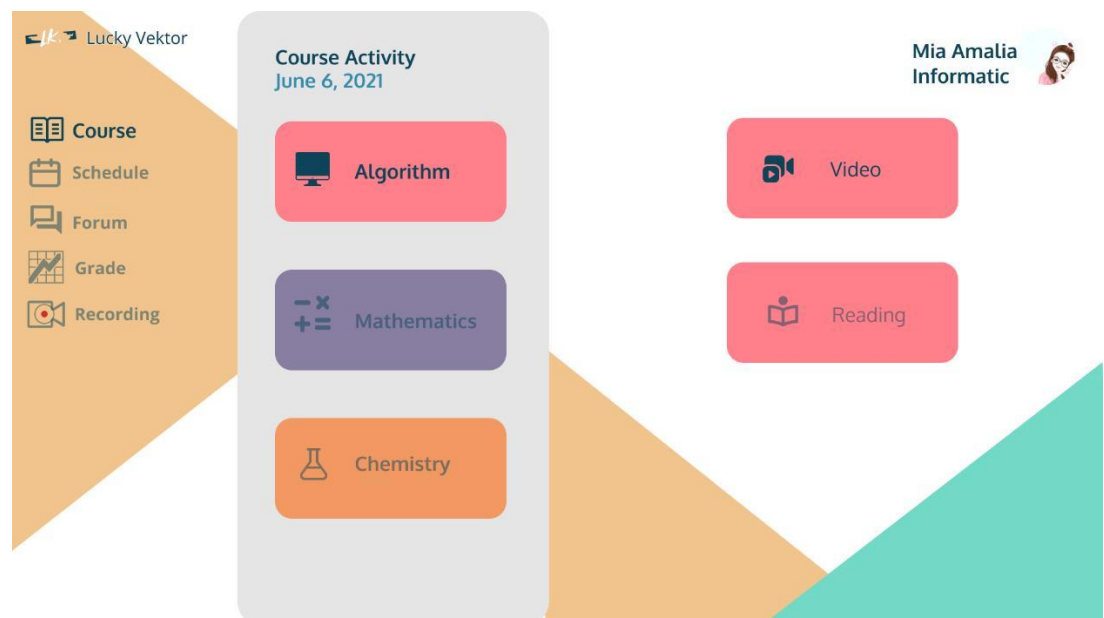 LK. Lucky Vektor
Course
Schedule
Forum
Grade
Recording
Course Activity
June 6, 2021
Algorithm
Mathematics
Chemistry
Mia Amalia
Informatic
Video
Reading